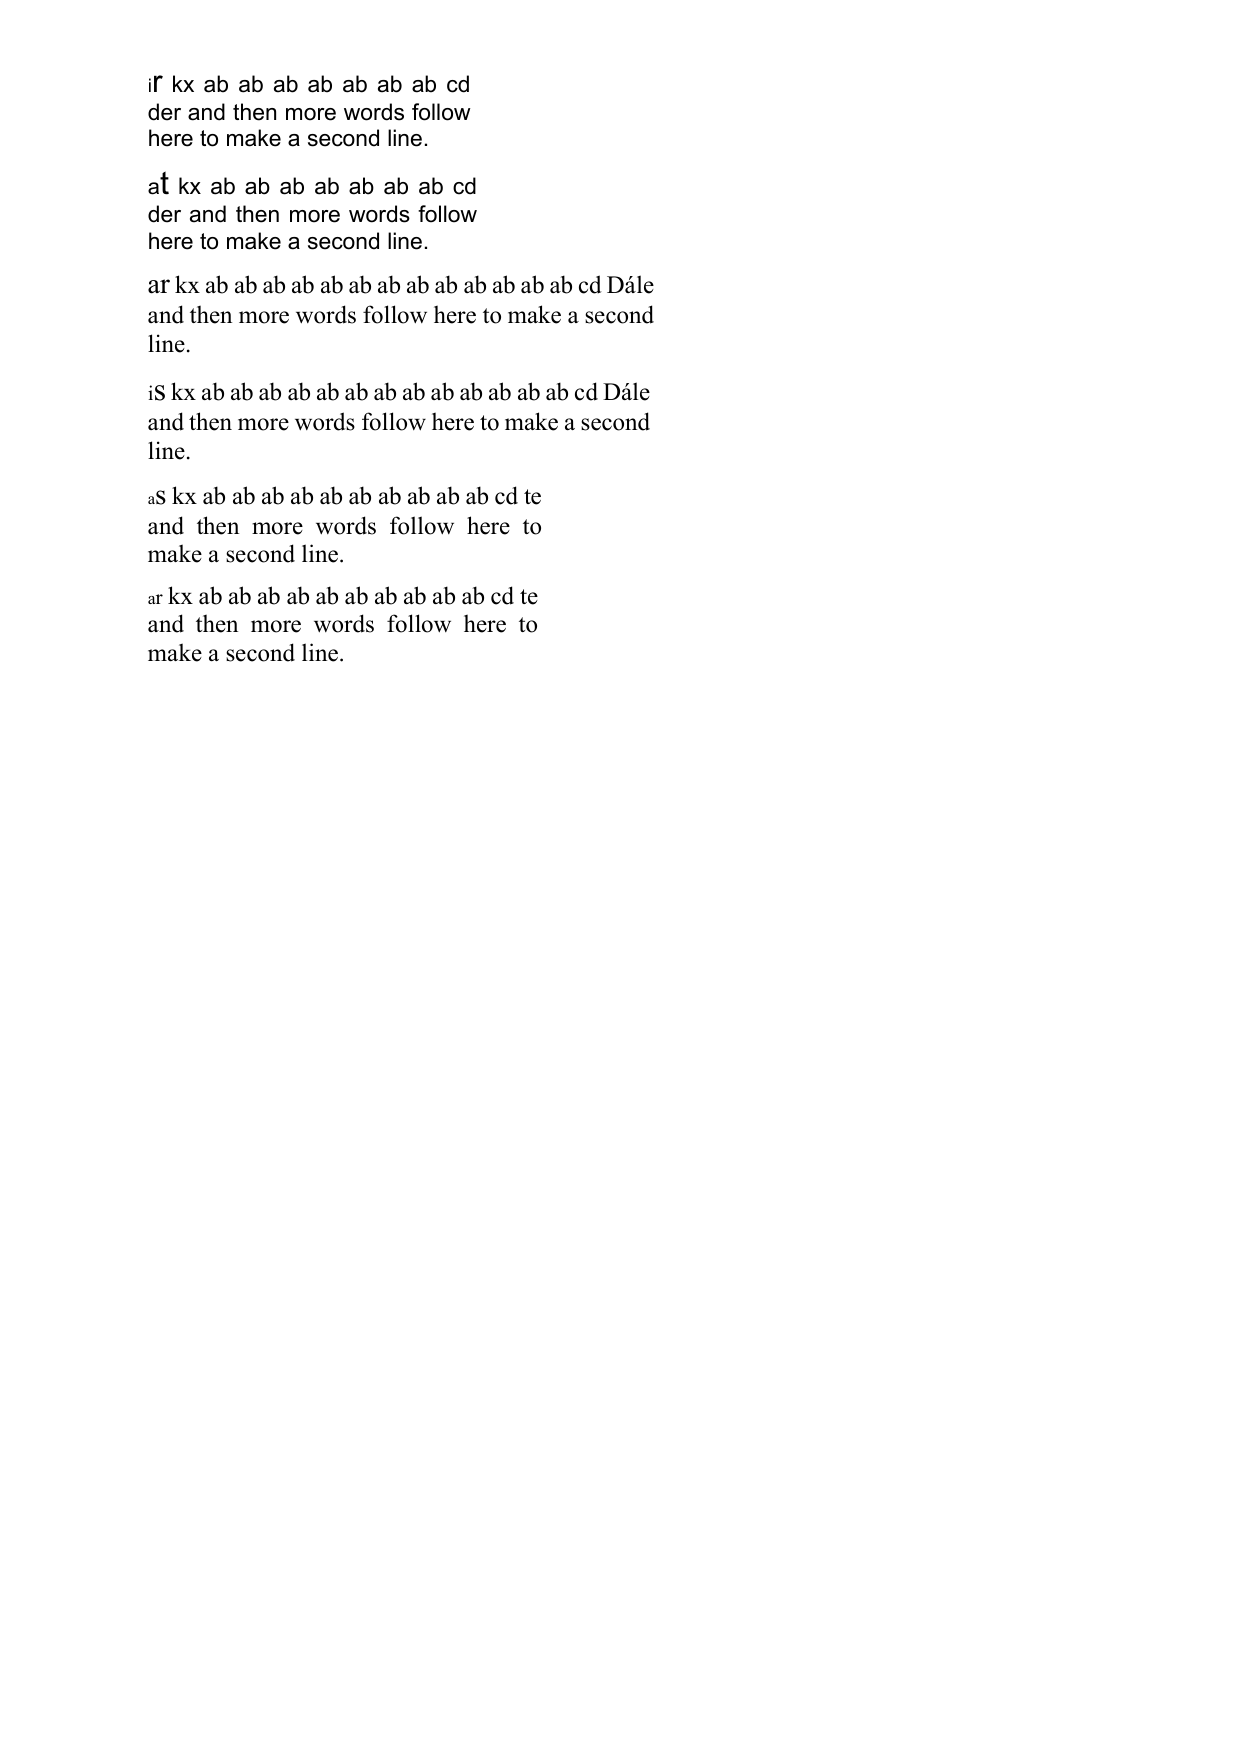 ir kx ab ab ab ab ab ab ab cd
der and then more words follow
here to make a second line.
at kx ab ab ab ab ab ab ab cd
der and then more words follow
here to make a second line.
ar kx ab ab ab ab ab ab ab ab ab ab ab ab ab cd Dále
and then more words follow here to make a second
line.
is kx ab ab ab ab ab ab ab ab ab ab ab ab ab cd Dále
and then more words follow here to make a second
line.
as kx ab ab ab ab ab ab ab ab ab ab cd te
and then more words follow here to
make a second line.
ar kx ab ab ab ab ab ab ab ab ab ab cd te
and then more words follow here to
make a second line.